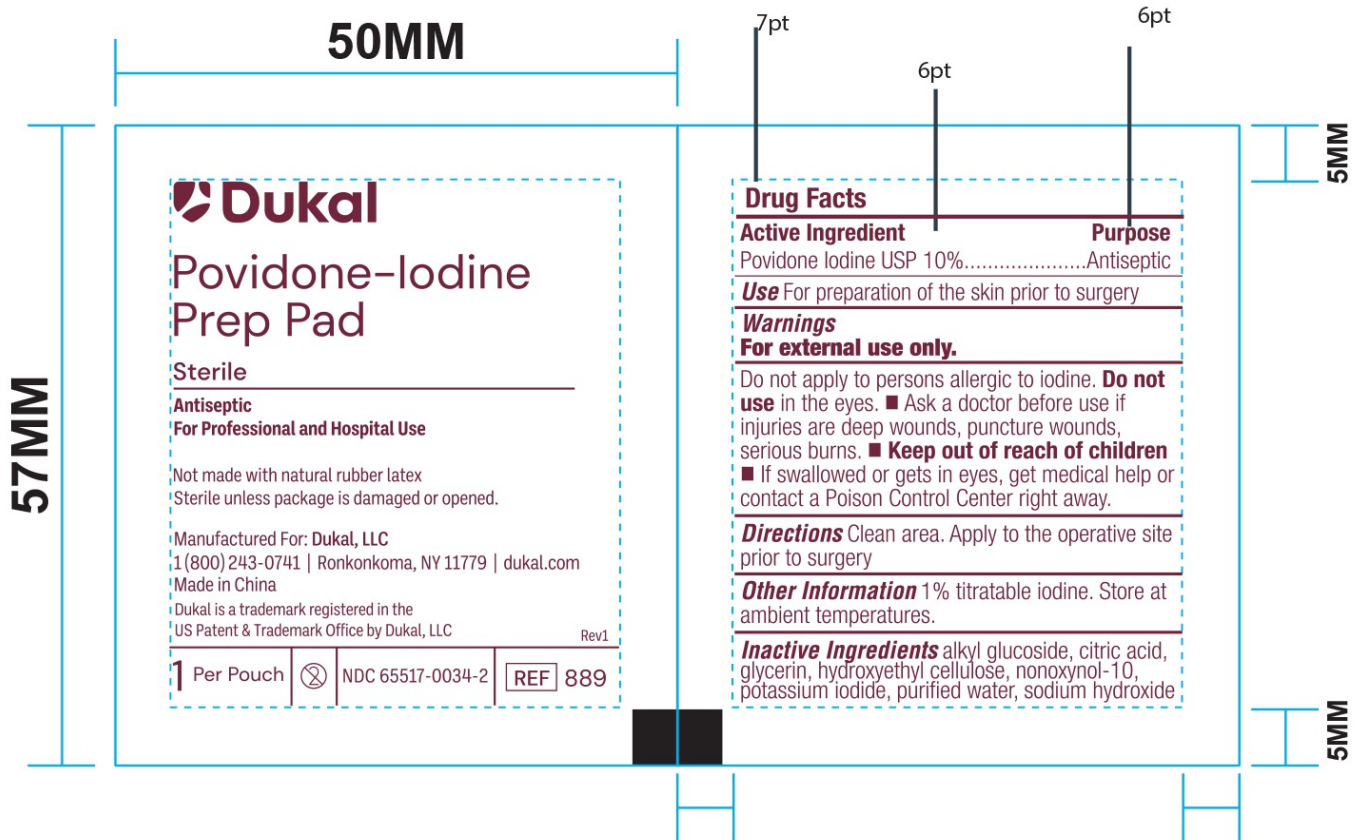 50MM
7pt
6pt
6pt
5MM
57MM
Dukal
Povidone-Iodine
Prep Pad
Sterile
Antiseptic
For Professional and Hospital Use
Not made with natural rubber latex
Sterile unless package is damaged or opened.
Manufactured For: Dukal, LLC
1 (800) 243-0741 | Ronkonkoma, NY 11779 | dukal.com
Made in China
Dukal is a trademark registered in the
US Patent & Trademark Office by Dukal, LLC
Rev1
1 Per Pouch
2
NDC 65517-0034-2
REF 889
Drug Facts
Active Ingredient Purpose
Povidone Iodine USP 10%......................Antiseptic
Use For preparation of the skin prior to surgery
Warnings
For external use only.
Do not apply to persons allergic to iodine. Do not
use in the eyes. ■ Ask a doctor before use if
injuries are deep wounds, puncture wounds,
serious burns. ■ Keep out of reach of children
■ If swallowed or gets in eyes, get medical help or
contact a Poison Control Center right away.
Directions Clean area. Apply to the operative site
prior to surgery
Other Information 1% titratable iodine. Store at
ambient temperatures.
Inactive Ingredients alkyl glucoside, citric acid,
glycerin, hydroxyethyl cellulose, nonoxynol-10,
potassium iodide, purified water, sodium hydroxide
5MM